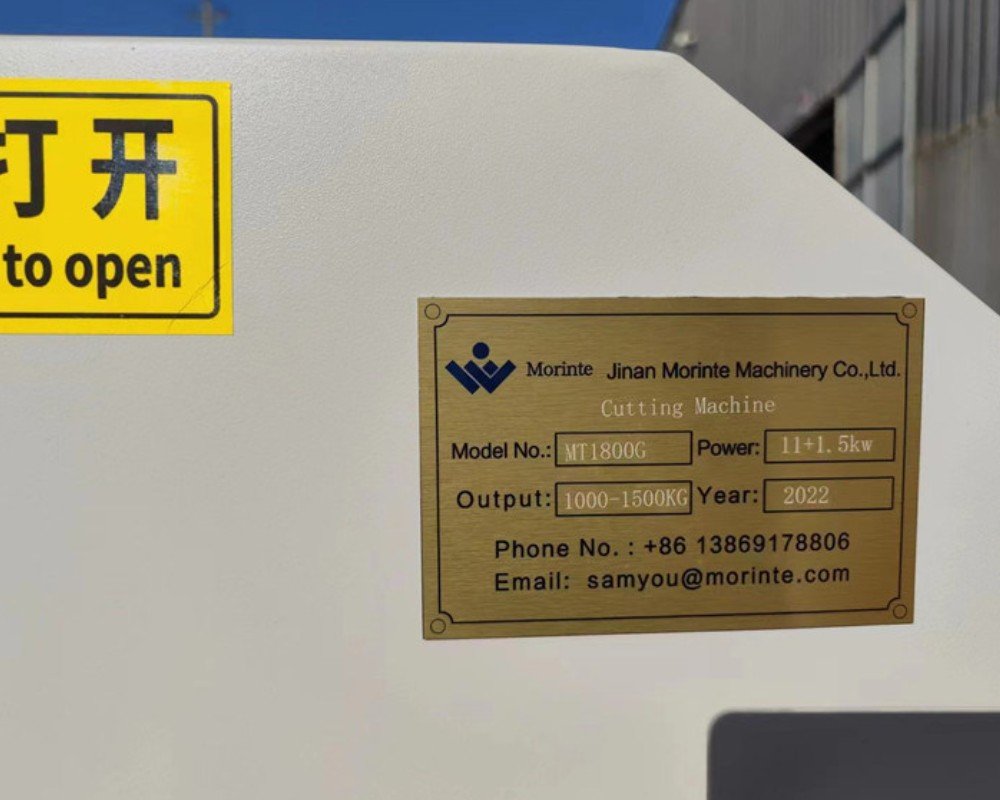 打开
to open
Morinte Jinan Morinte Machinery Co.,Ltd.
Cutting Machine
Model No.: MT1800G Power: 11+1.5kw
Output: 1000-1500KG Year: 2022
Phone No. : +86 13869178806
Email: samyou@morinte.com